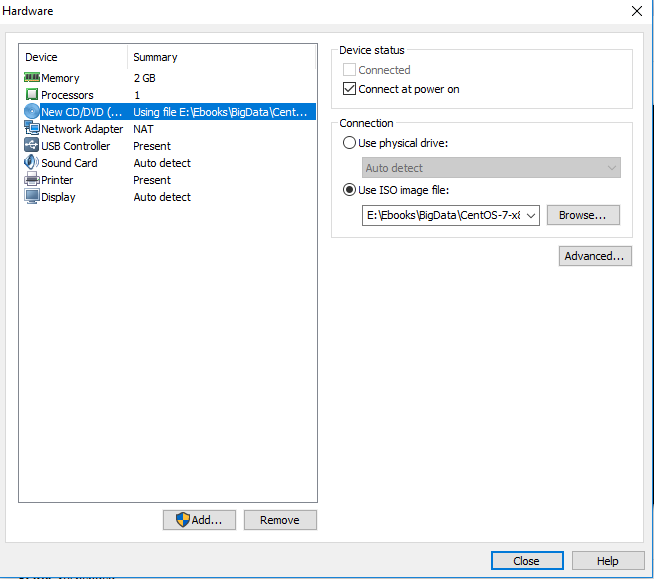 Hardware
Device Summary
Memory 2 GB
Processors 1
New CD/DVD (... Using file E:\Ebooks\BigData\Cent...
Network Adapter NAT
USB Controller Present
Sound Card Auto detect
Printer Present
Display Auto detect
Add...
Remove
Device status
Connected
Connect at power on
Connection
Use physical drive:
Auto detect
Use ISO image file:
E:\Ebooks\BigData\CentOS-7-x8
Browse...
Advanced...
Close
Help